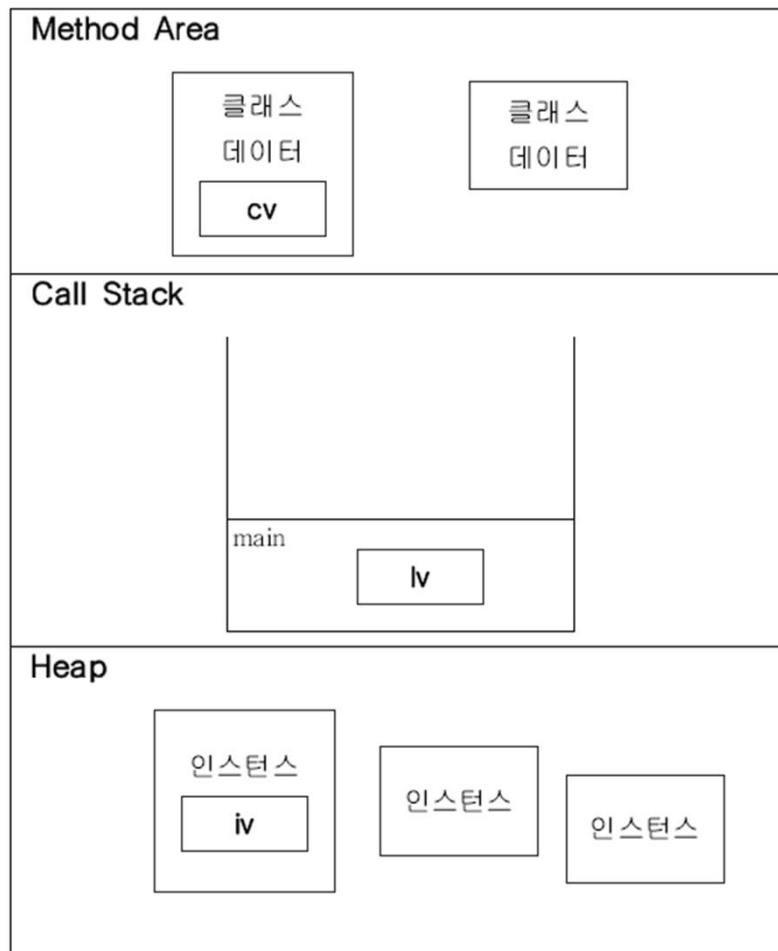 Method Area
클래스
데이터
cv
클래스
데이터
Call Stack
main
lv
Heap
인스턴스
iv
인스턴스
인스턴스